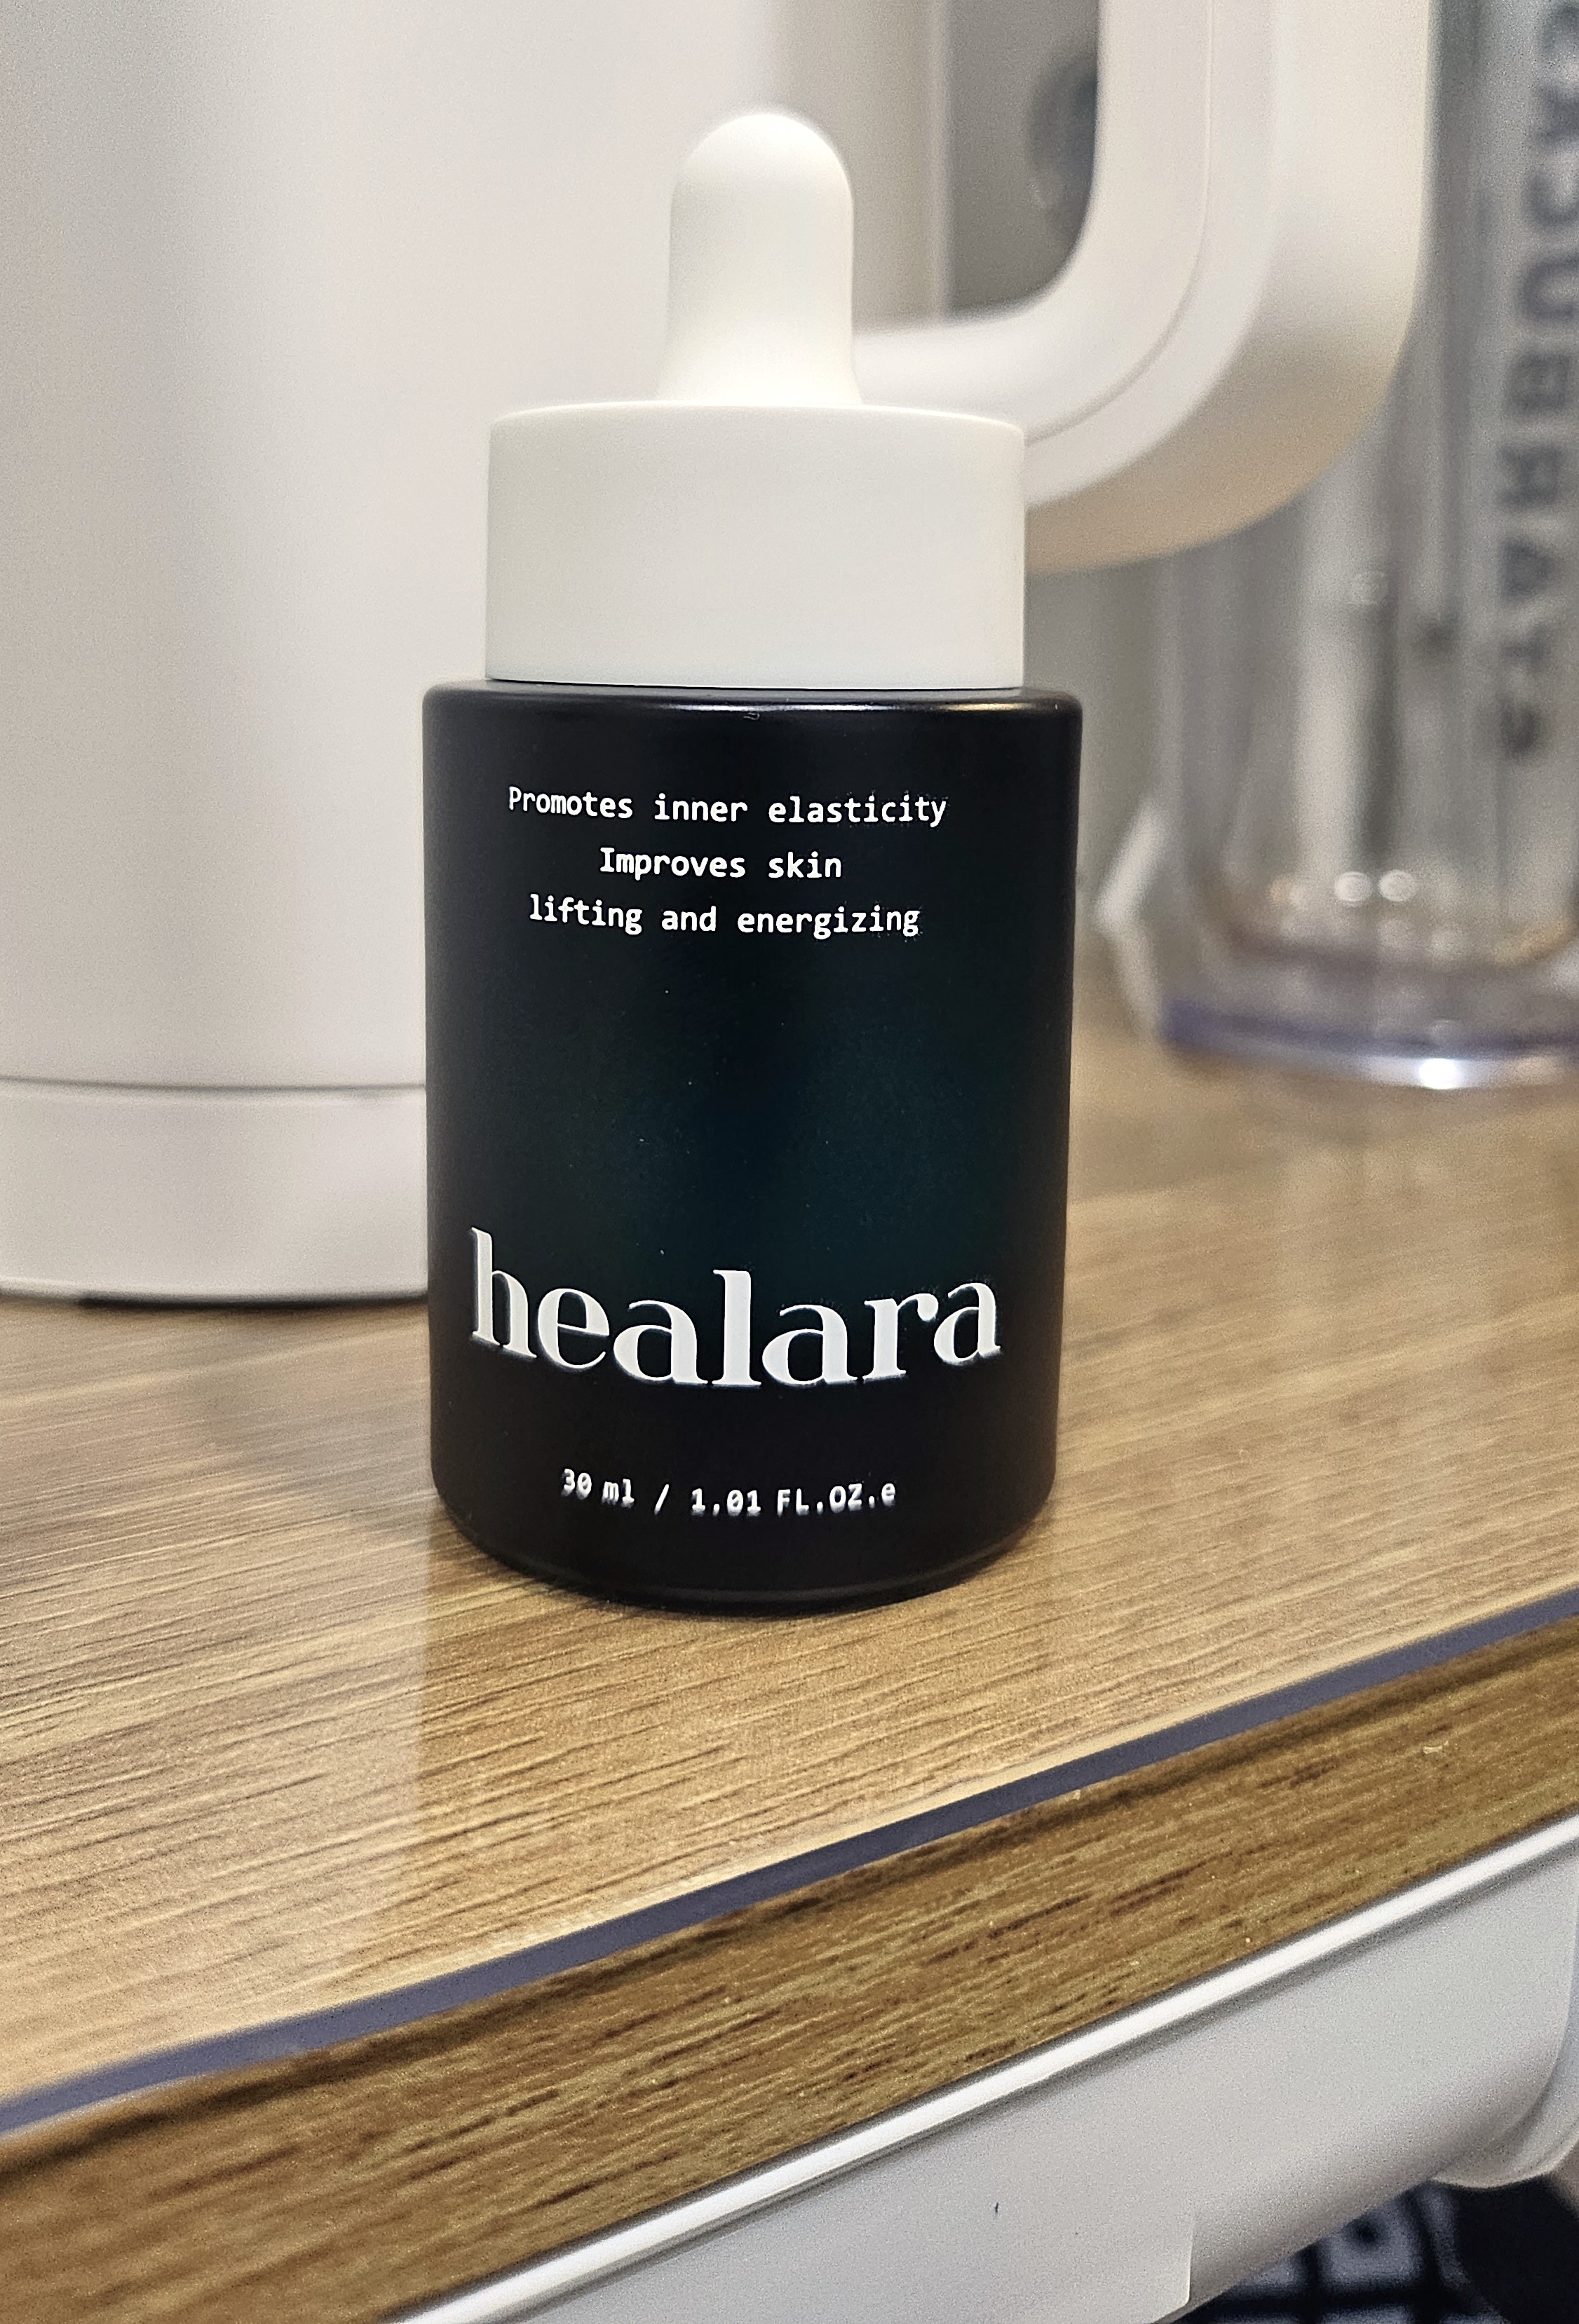 Promotes inner elasticity
Improves skin
lifting and energizing
healara
30 ml / 1.01 FL.OZ.e